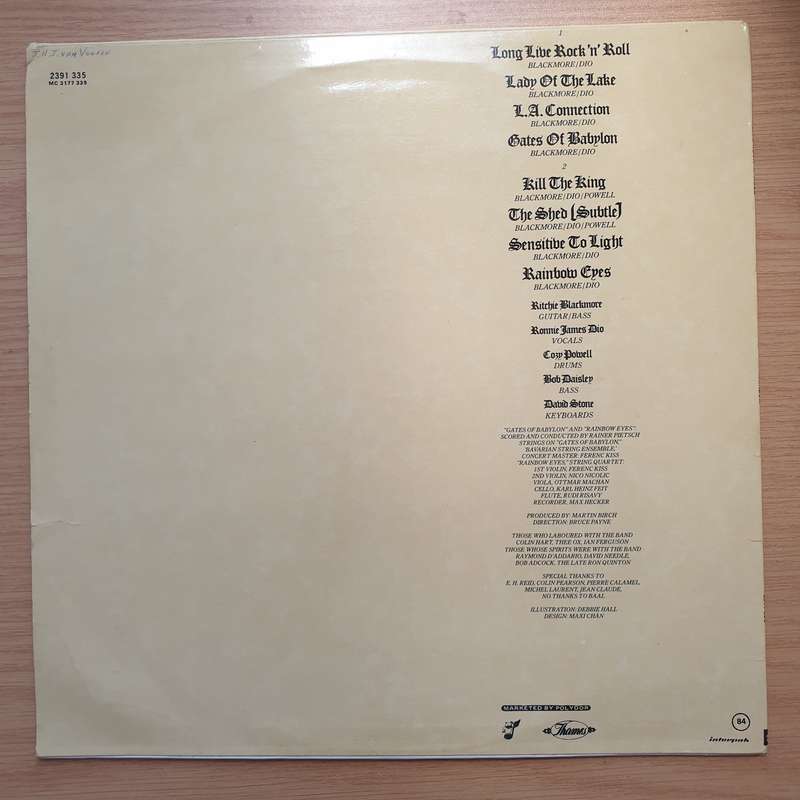 J.H.J. van Vuuren
2391 335
MC 3177 335
1
Long Live Rock 'n' Roll
BLACKMORE/DIO
Lady Of The Lake
BLACKMORE/DIO
L.A. Connection
BLACKMORE/DIO
Gates Of Babylon
BLACKMORE/DIO
2
Kill The King
BLACKMORE/DIO/POWELL
The Shed [Subtle]
BLACKMORE/DIO/POWELL
Sensitive To Light
BLACKMORE/DIO
Rainbow Eyes
BLACKMORE/DIO
Ritchie Blackmore
GUITAR/BASS
Ronnie James Dio
VOCALS
Cozy Powell
DRUMS
Bob Daisley
BASS
David Stone
KEYBOARDS
"GATES OF BABYLON" AND "RAINBOW EYES"
SCORED AND CONDUCTED BY RAINER PIETSCH
STRINGS ON "GATES OF BABYLON,"
'BAVARIAN STRING ENSEMBLE,'
CONCERT MASTER: FERENC KISS
"RAINBOW EYES," STRING QUARTET
1ST VIOLIN, FERENC KISS
2ND VIOLIN, NICO NICOLIC
VIOLA, OTTMAR MACHAN
CELLO, KARL HEINZ FEIT
FLUTE, RUDI RISAVY
RECORDER, MAX HECKER
PRODUCED BY: MARTIN BIRCH
DIRECTION: BRUCE PAYNE
THOSE WHO LABOURED WITH THE BAND
COLIN HART, THEE OX, IAN FERGUSON
THOSE WHOSE SPIRITS WERE WITH THE BAND
RAYMOND D'ADDARIO, DAVID NEEDLE,
BOB ADCOCK, THE LATE RON QUINTON
SPECIAL THANKS TO
E. H. REID, COLIN PEARSON, PIERRE CALAMEL,
MICHEL LAURENT, JEAN CLAUDE,
NO THANKS TO BAAL
ILLUSTRATION: DEBBIE HALL
DESIGN: MAXI CHAN
MARKETED BY POLYDOR
Thames
84
interpak